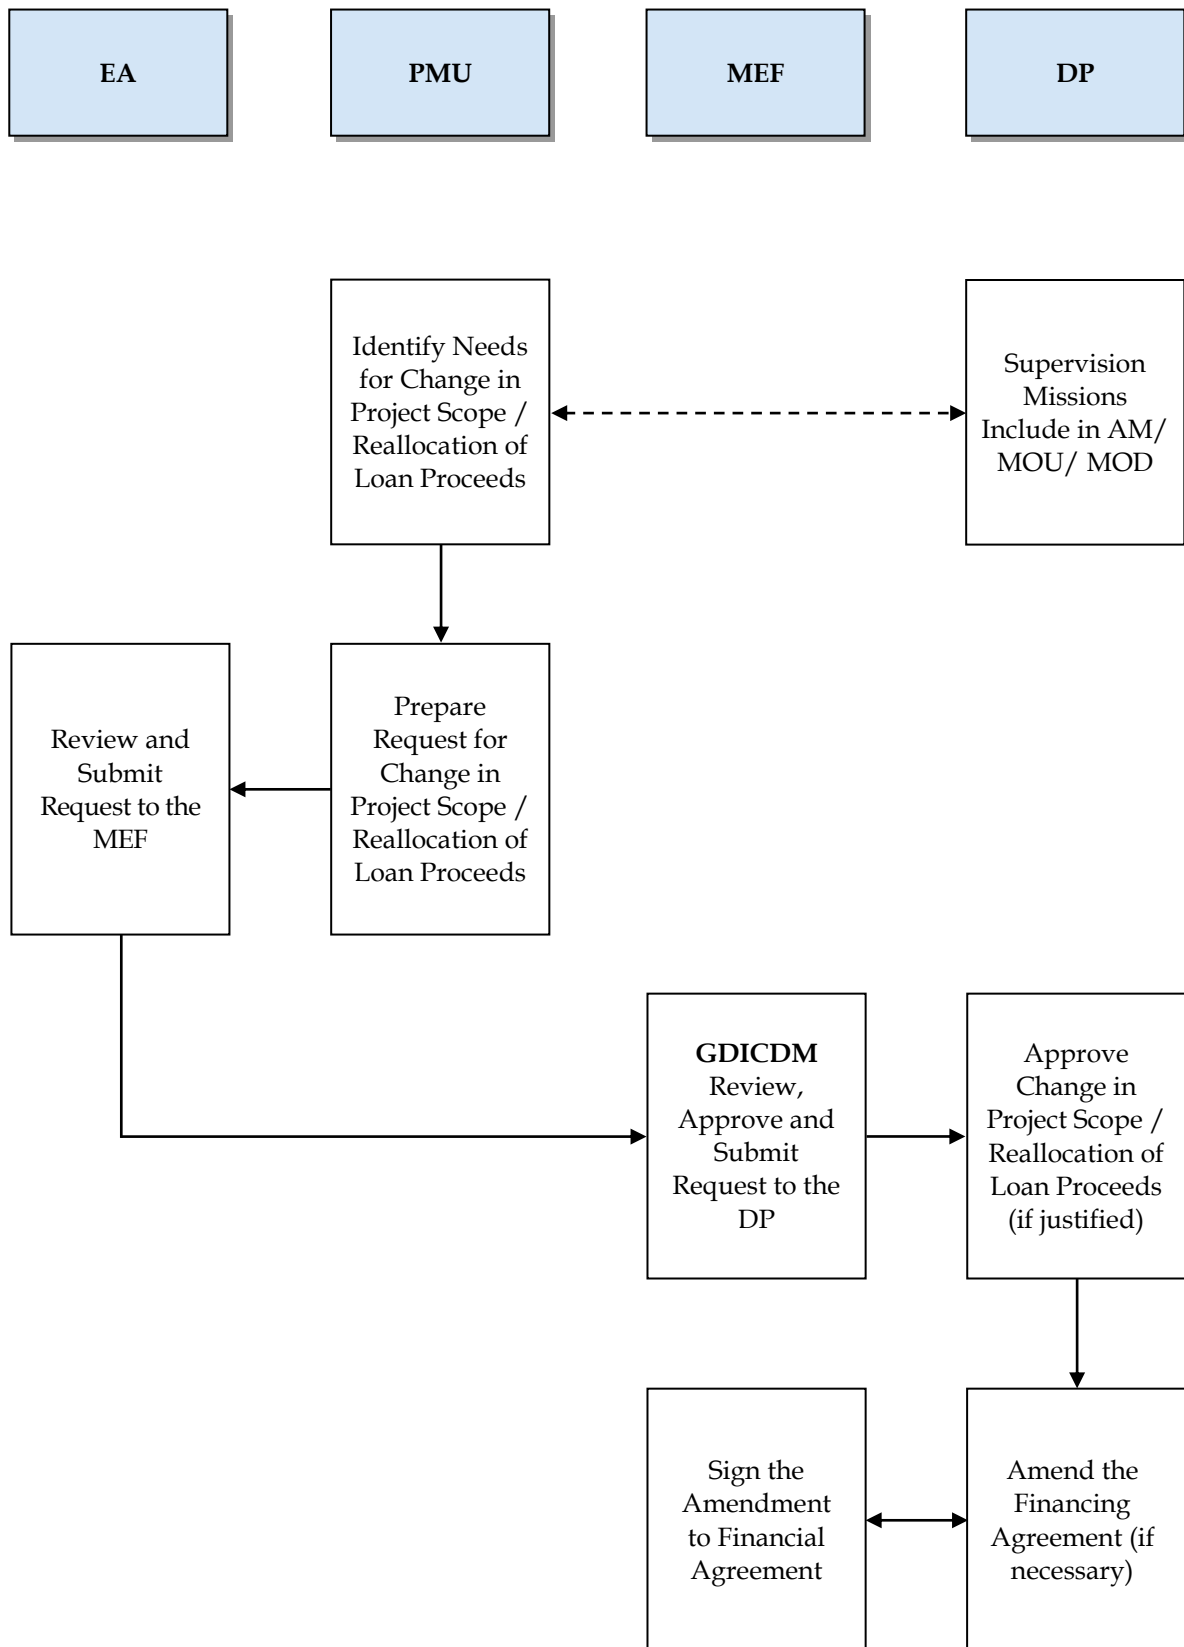 EA
PMU
MEF
DP
Identify Needs
for Change in
Project Scope /
Reallocation of
Loan Proceeds
Supervision
Missions
Include in AM/
MOU/ MOD
Review and
Submit
Request to the
MEF
Prepare
Request for
Change in
Project Scope /
Reallocation of
Loan Proceeds
GDICDM
Review,
Approve and
Submit
Request to the
DP
Approve
Change in
Project Scope /
Reallocation of
Loan Proceeds
(if justified)
Sign the
Amendment
to Financial
Agreement
Amend the
Financing
Agreement (if
necessary)